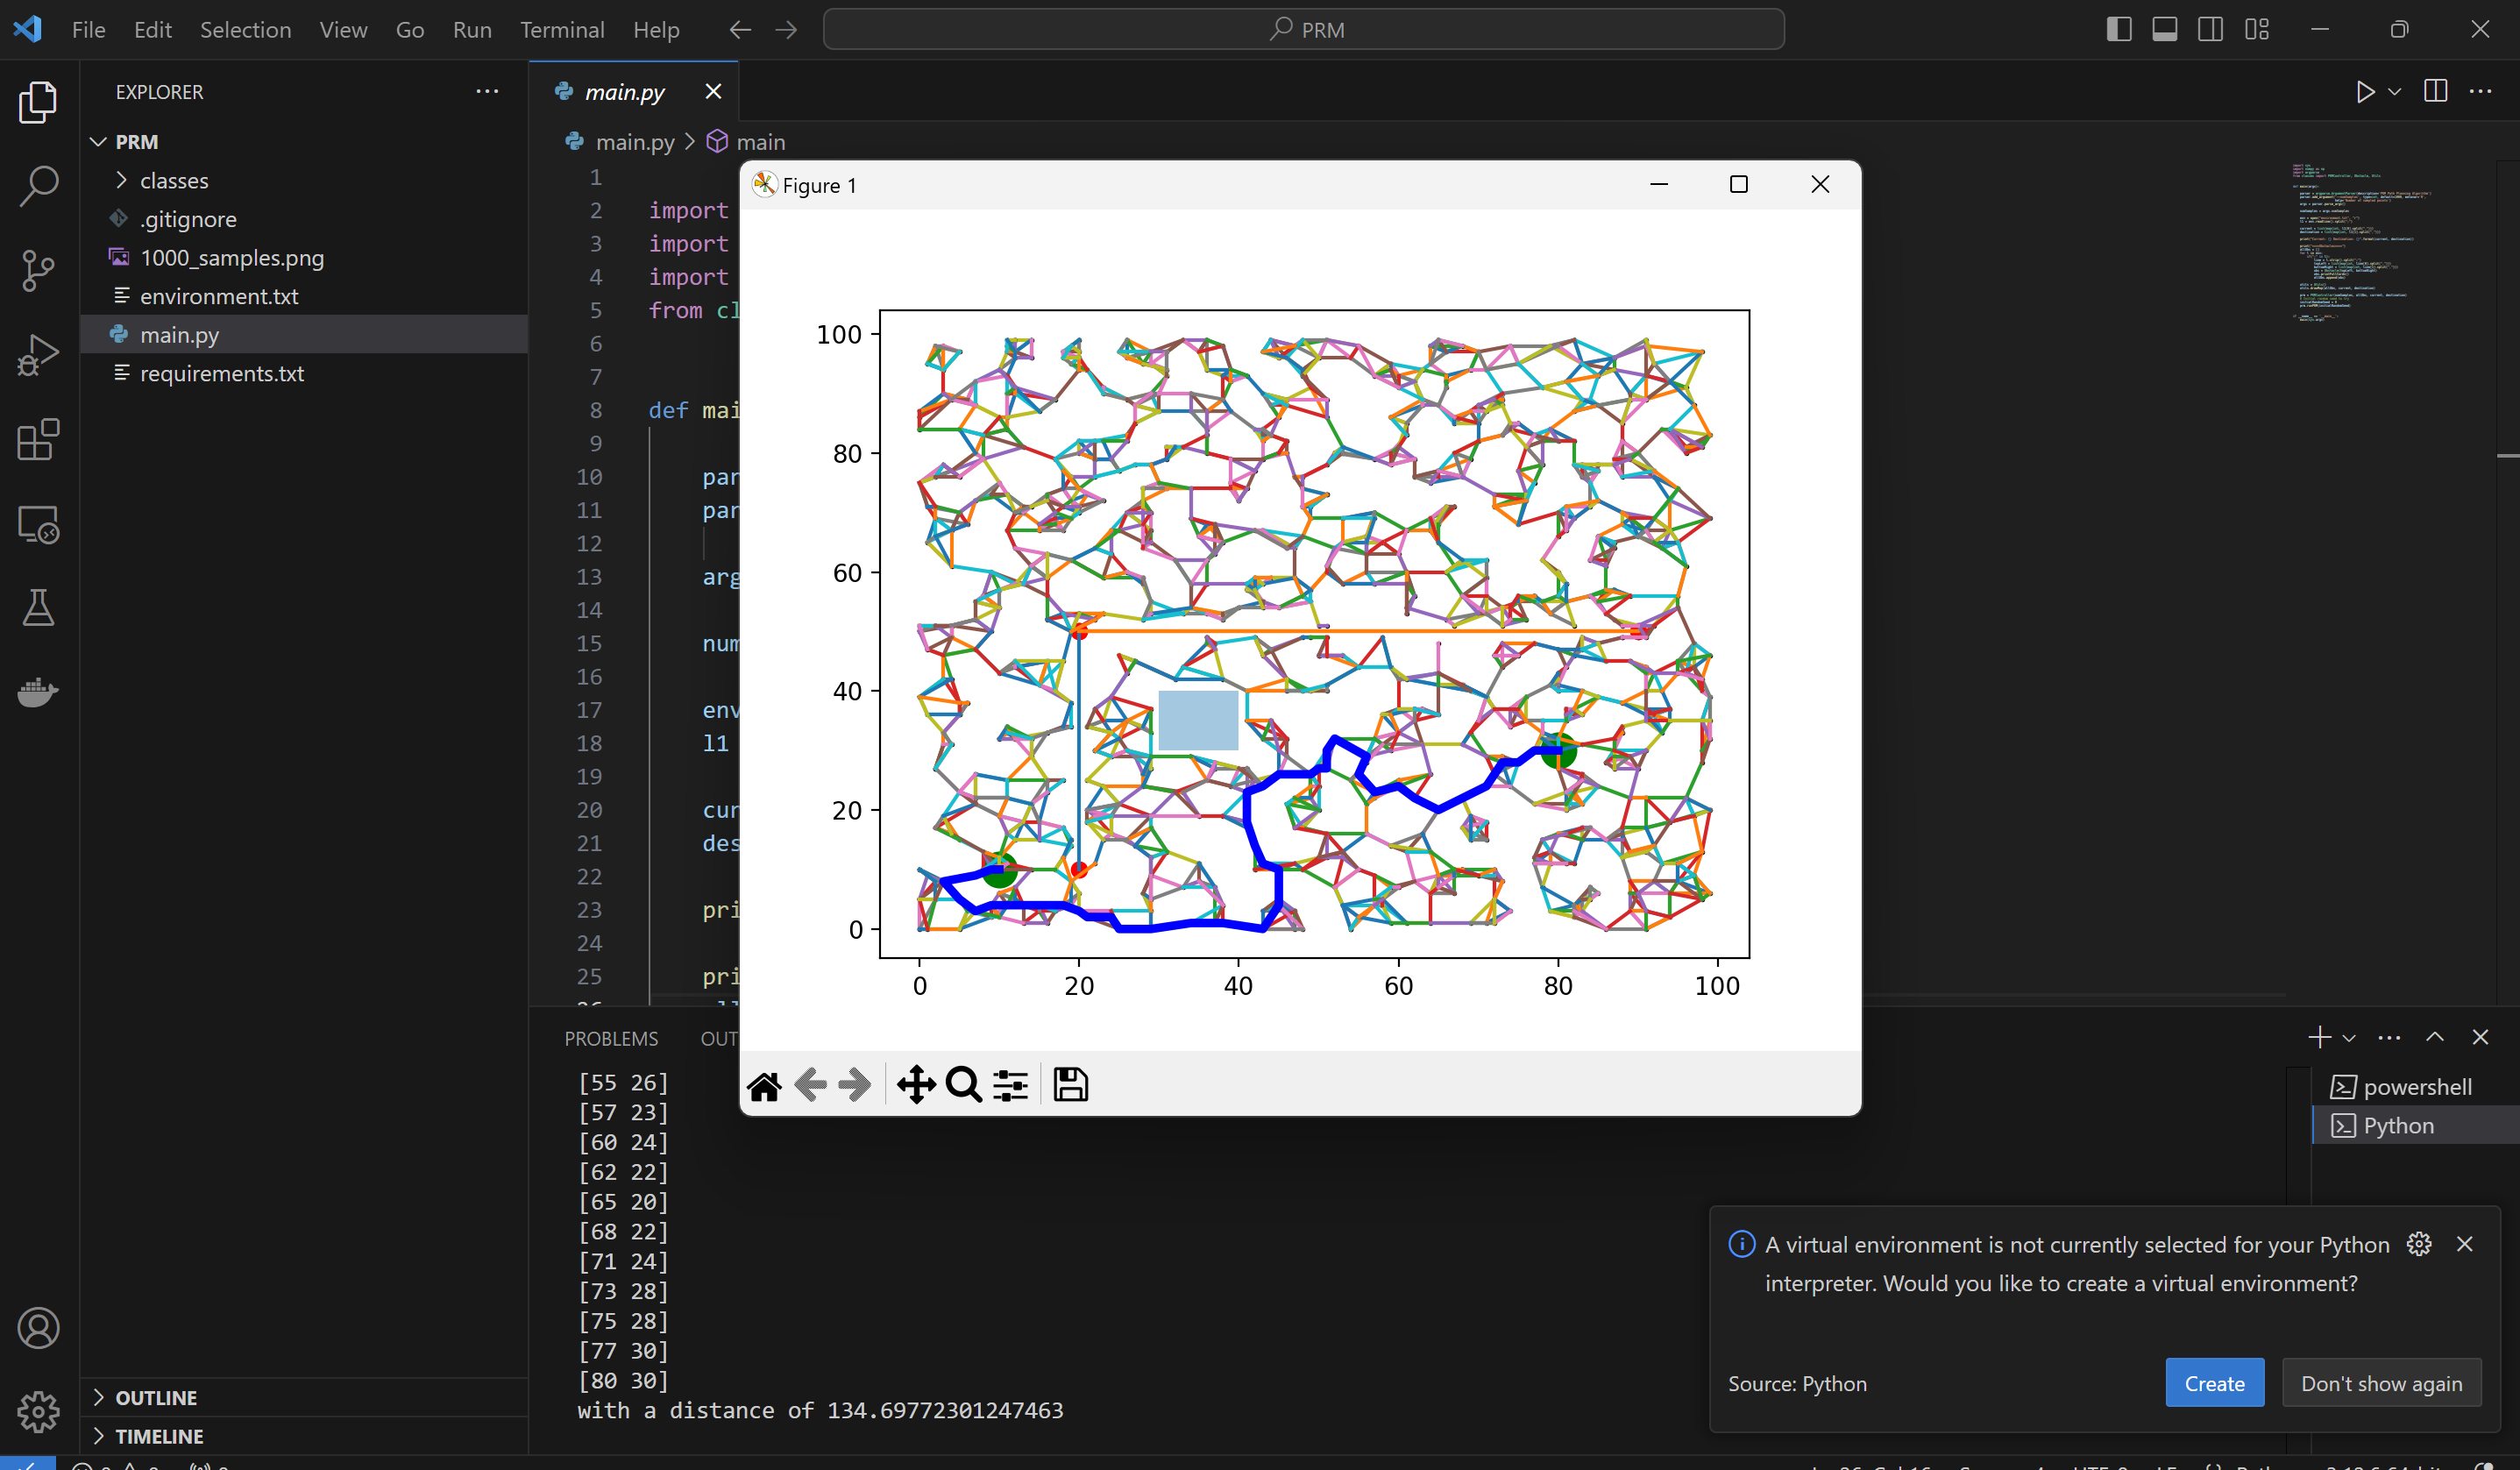 File Edit Selection View Go Run Terminal Help
PRM
EXPLORER
PRM
classes
.gitignore
1000_samples.png
environment.txt
main.py
requirements.txt
OUTLINE
TIMELINE
main.py
main.py > main
1
2 import
3 import
4 import
5 from cl
6
7
8 def mai
9
10 par
11 par
12
13 arg
14
15 num
16
17 env
18 l1
19
20 cur
21 des
22
23 pri
24
25 pri
Figure 1
100
80
60
40
20
0
0 20 40 60 80 100
PROBLEMS OUT
[55 26]
[57 23]
[60 24]
[62 22]
[65 20]
[68 22]
[71 24]
[73 28]
[75 28]
[77 30]
[80 30]
with a distance of 134.69772301247463
powershell
Python
A virtual environment is not currently selected for your Python
interpreter. Would you like to create a virtual environment?
Source: Python
Create
Don't show again